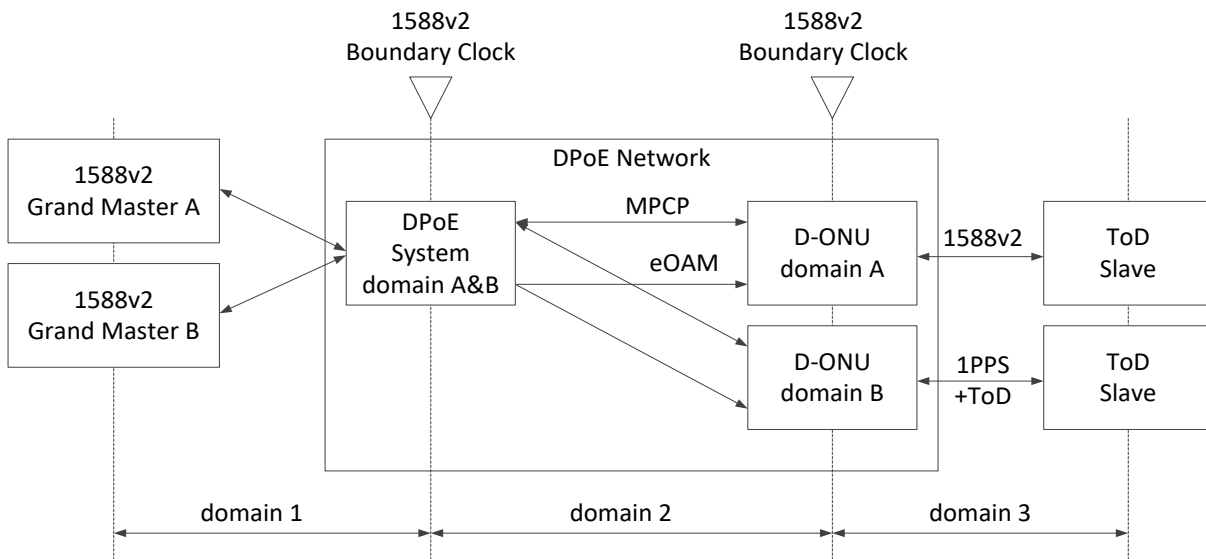 1588v2
Boundary Clock
1588v2
Boundary Clock
DPoE Network
1588v2
Grand Master A
1588v2
Grand Master B
DPoE
System
domain A&B
MPCP
eOAM
D-ONU
domain A
D-ONU
domain B
1588v2
1PPS
+ToD
ToD
Slave
ToD
Slave
domain 1
domain 2
domain 3